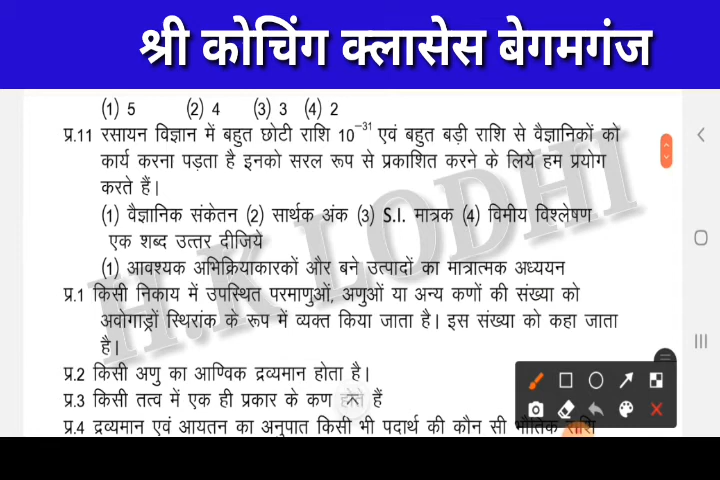 श्री कोचिंग क्लासेस बेगमगंज
(1) 5 (2) 4 (3) 3 (4) 2
प्र.11 रसायन विज्ञान में बहुत छोटी राशि 10⁻³¹ एवं बहुत बड़ी राशि से वैज्ञानिकों को
कार्य करना पड़ता है इनको सरल रूप से प्रकाशित करने के लिये हम प्रयोग
करते हैं।
(1) वैज्ञानिक संकेतन (2) सार्थक अंक (3) S.I. मात्रक (4) विमीय विश्लेषण
एक शब्द उत्तर दीजिये
(1) आवश्यक अभिक्रियाकारकों और बने उत्पादों का मात्रात्मक अध्ययन
प्र.1 किसी निकाय में उपस्थित परमाणुओं, अणुओं या अन्य कणों की संख्या को
अवोगाड्रों स्थिरांक के रूप में व्यक्त किया जाता है। इस संख्या को कहा जाता
है।
प्र.2 किसी अणु का आण्विक द्रव्यमान होता है।
प्र.3 किसी तत्व में एक ही प्रकार के कण होते हैं
प्र.4 द्रव्यमान एवं आयतन का अनुपात किसी भी पदार्थ की कौन सी भौतिक राशि
H.K LODHI